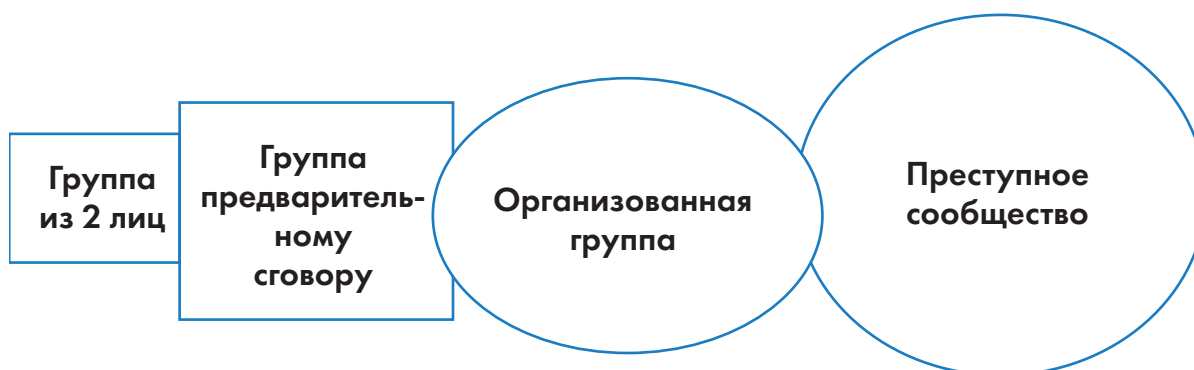 Группа
из 2 лиц
Группа
предваритель-
ному
сговору
Организованная
группа
Преступное
сообщество